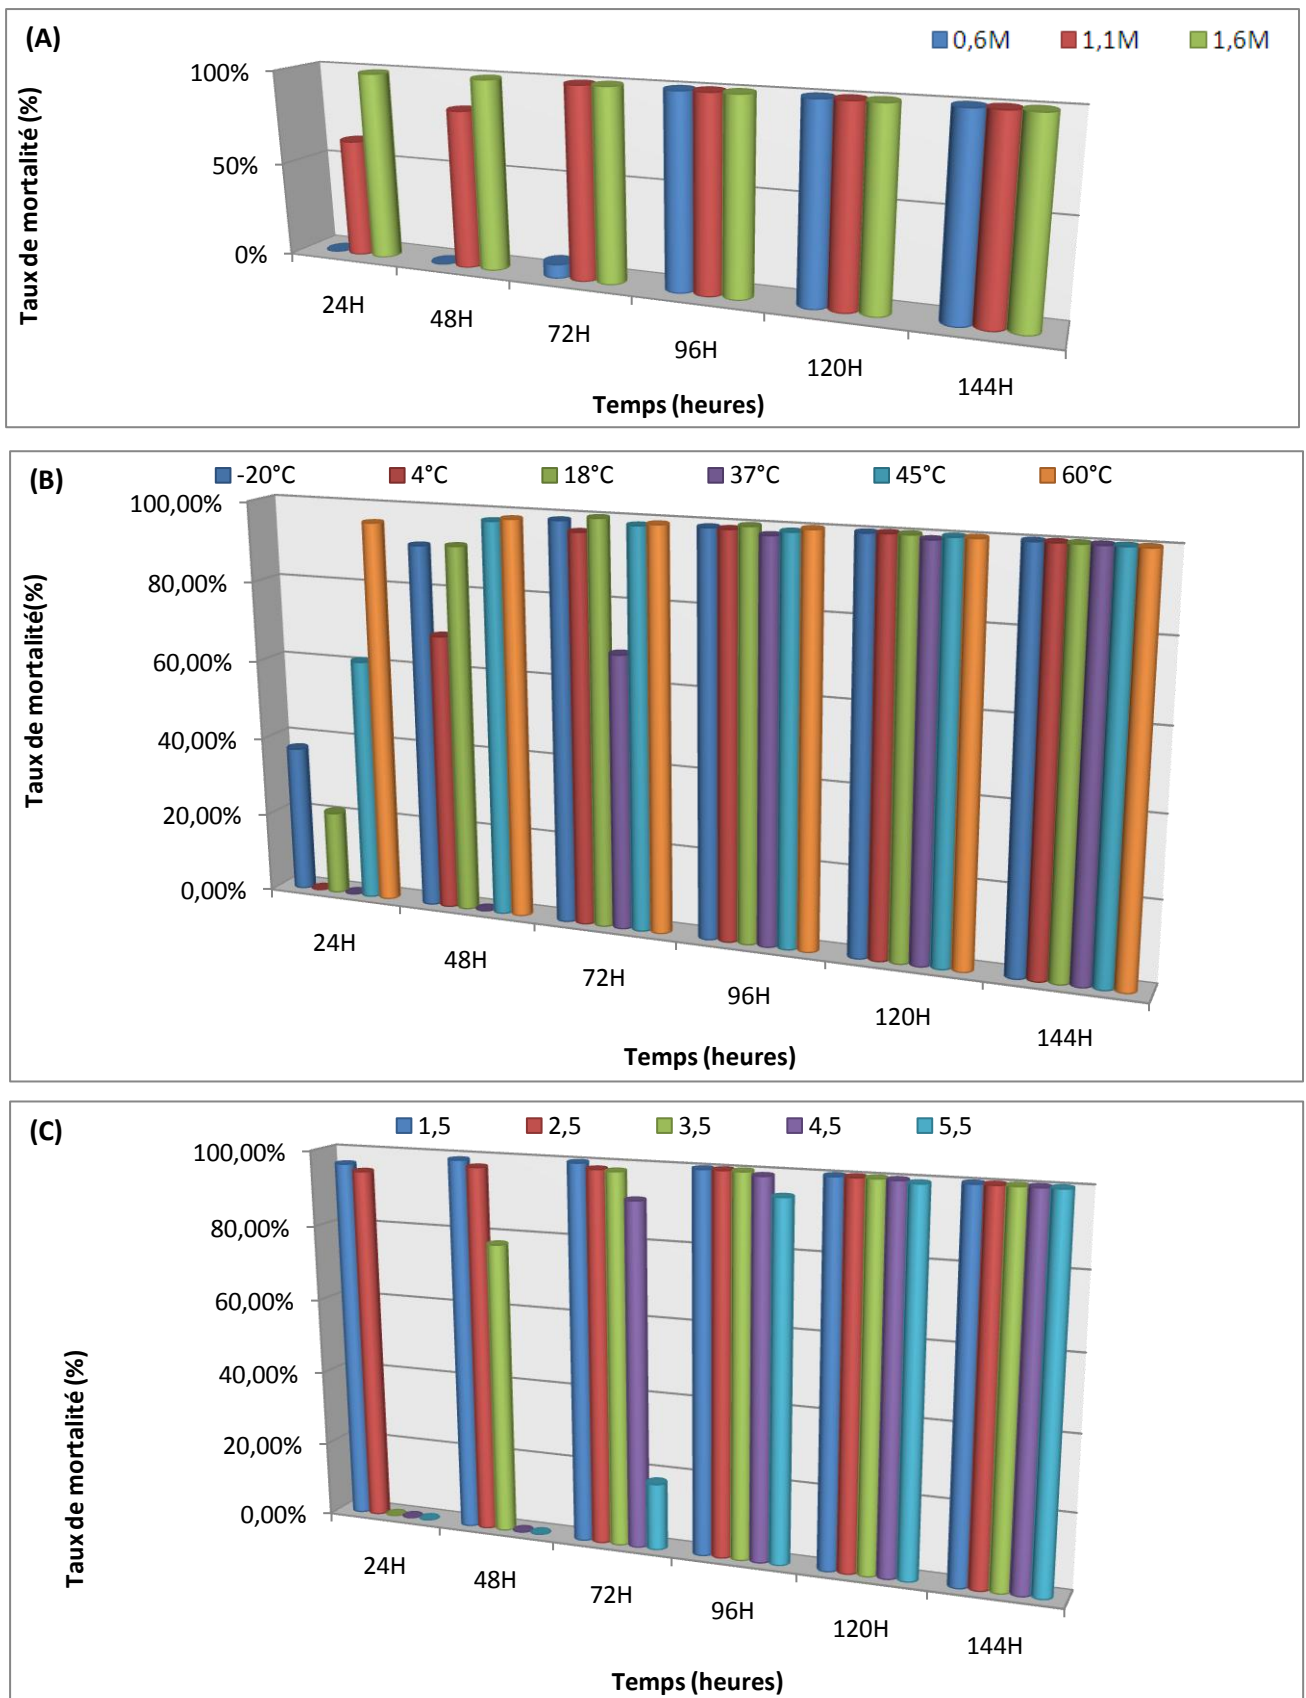 (A)
0,6M 1,1M 1,6M
Taux de mortalité (%)
100%
50%
0%
24H
48H
72H
96H
120H
144H
Temps (heures)
(B)
-20°C 4°C 18°C 37°C 45°C 60°C
Taux de mortalité(%)
100,00%
80,00%
60,00%
40,00%
20,00%
0,00%
24H
48H
72H
96H
120H
144H
Temps (heures)
(C)
1,5 2,5 3,5 4,5 5,5
Taux de mortalité (%)
100,00%
80,00%
60,00%
40,00%
20,00%
0,00%
24H
48H
72H
96H
120H
144H
Temps (heures)